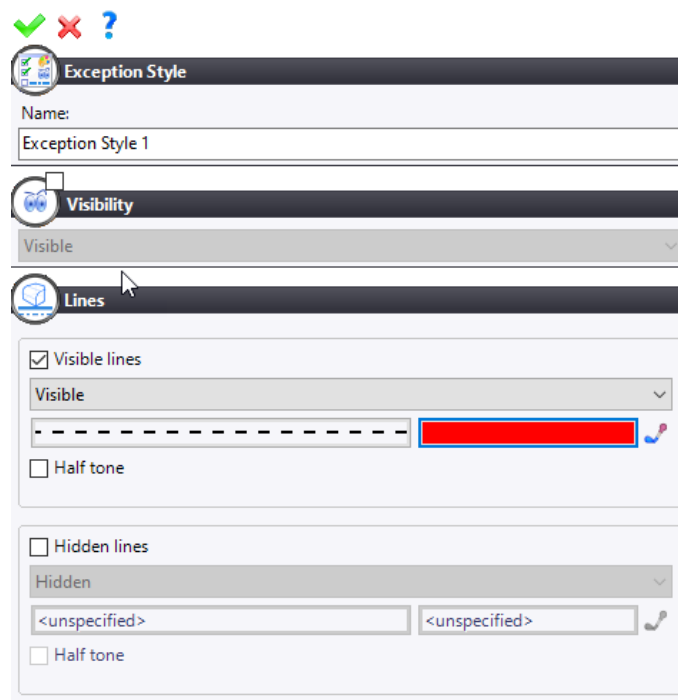 ?
Exception Style
Name:
Exception Style 1
Visibility
Visible
Lines
Visible lines
Visible
Half tone
Hidden lines
Hidden
<unspecified> <unspecified>
Half tone